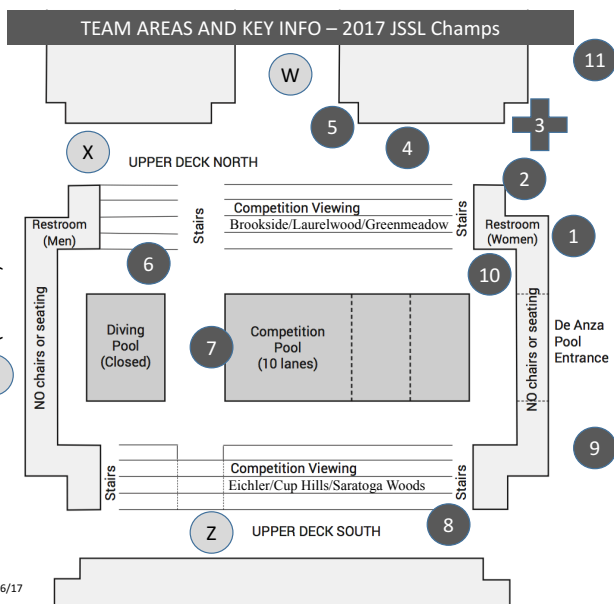 TEAM AREAS AND KEY INFO – 2017 JSSL Champs
W
11
3
5
4
X
UPPER DECK NORTH
2
Stairs
Competition Viewing
Stairs
Brookside/Laurelwood/Greenmeadow
Restroom
(Men)
Restroom
(Women)
1
6
10
NO chairs or seating
Diving
Pool
(Closed)
7
Competition
Pool
(10 lanes)
NO chairs or seating
De Anza
Pool
Entrance
9
Stairs
Competition Viewing
Stairs
Eichler/Cup Hills/Saratoga Woods
8
Z
UPPER DECK SOUTH
6/17